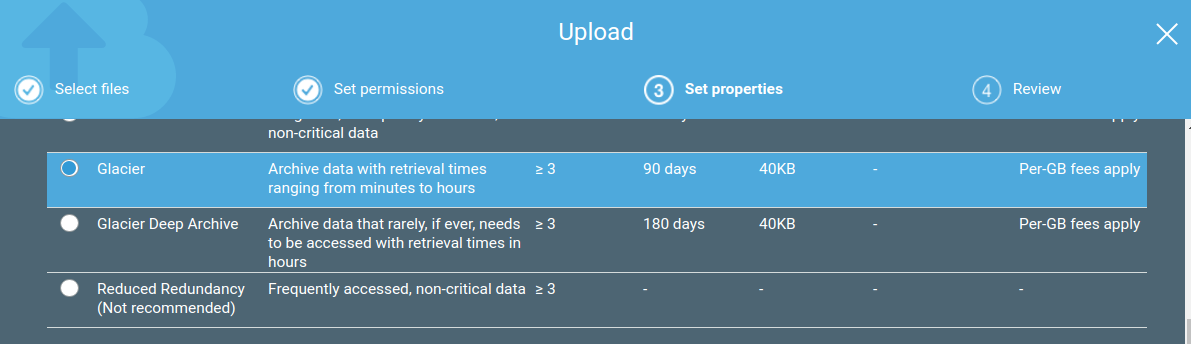 Upload
Select files
Set permissions
3 Set properties
4 Review
non-critical data
Glacier Archive data with retrieval times ≥ 3 90 days 40KB - Per-GB fees apply
ranging from minutes to hours
Glacier Deep Archive Archive data that rarely, if ever, needs ≥ 3 180 days 40KB - Per-GB fees apply
to be accessed with retrieval times in
hours
Reduced Redundancy Frequently accessed, non-critical data ≥ 3 - - - -
(Not recommended)